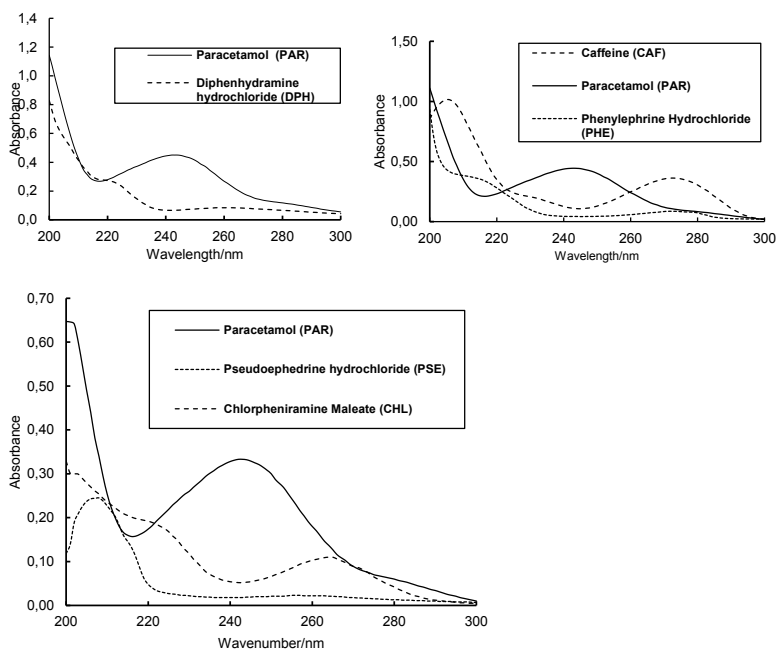 1,4
1,2
1,0
0,8
0,6
0,4
0,2
0,0
Absorbance
Paracetamol (PAR)
Diphenhydramine
hydrochloride (DPH)
200 220 240 260 280 300
Wavelength/nm
1,50
1,00
0,50
0,00
Absorbance
Caffeine (CAF)
Paracetamol (PAR)
Phenylephrine Hydrochloride
(PHE)
200 220 240 260 280 300
Wavelength/nm
0,70
0,60
0,50
0,40
0,30
0,20
0,10
0,00
Absorbance
Paracetamol (PAR)
Pseudoephedrine hydrochloride (PSE)
Chlorpheniramine Maleate (CHL)
200 220 240 260 280 300
Wavenumber/nm